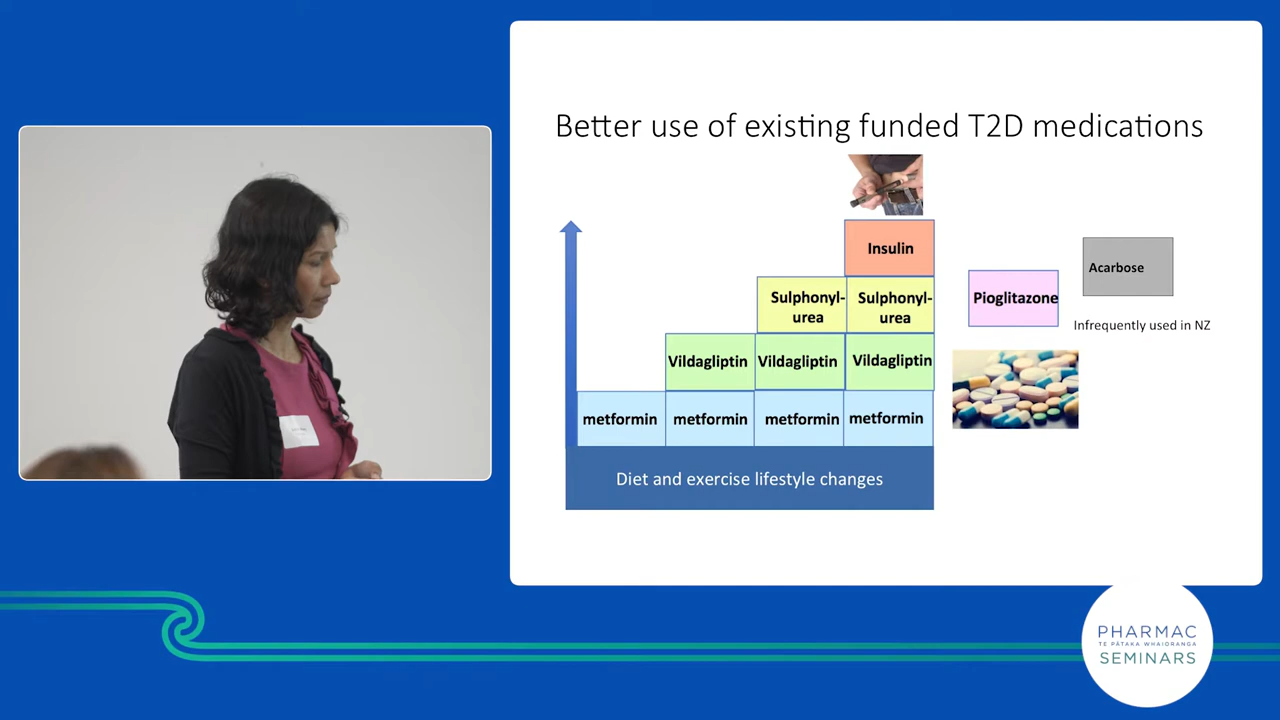 Better use of existing funded T2D medications
Insulin
Sulphonyl-
urea
Sulphonyl-
urea
Vildagliptin
Vildagliptin
Vildagliptin
metformin
metformin
metformin
metformin
Diet and exercise lifestyle changes
Pioglitazone
Acarbose
Infrequently used in NZ
PHARMAC
TE PĀTAKA WHAIORANGA
SEMINARS